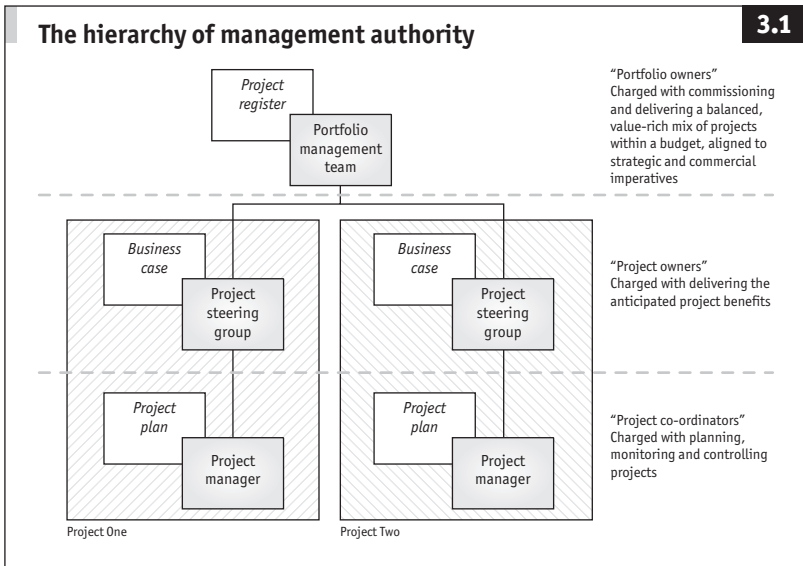 The hierarchy of management authority
3.1
Project
register
Portfolio
management
team
“Portfolio owners”
Charged with commissioning
and delivering a balanced,
value-rich mix of projects
within a budget, aligned to
strategic and commercial
imperatives
Business
case
Project
steering
group
Business
case
Project
steering
group
“Project owners”
Charged with delivering the
anticipated project benefits
Project
plan
Project
manager
Project
plan
Project
manager
“Project co-ordinators”
Charged with planning,
monitoring and controlling
projects
Project One
Project Two